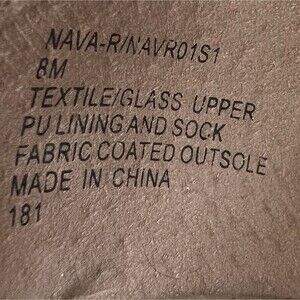 NAVA-R/NAVR01S1
8M
TEXTILE/GLASS UPPER
PU LINING AND SOCK
FABRIC COATED OUTSOLE
MADE IN CHINA
181